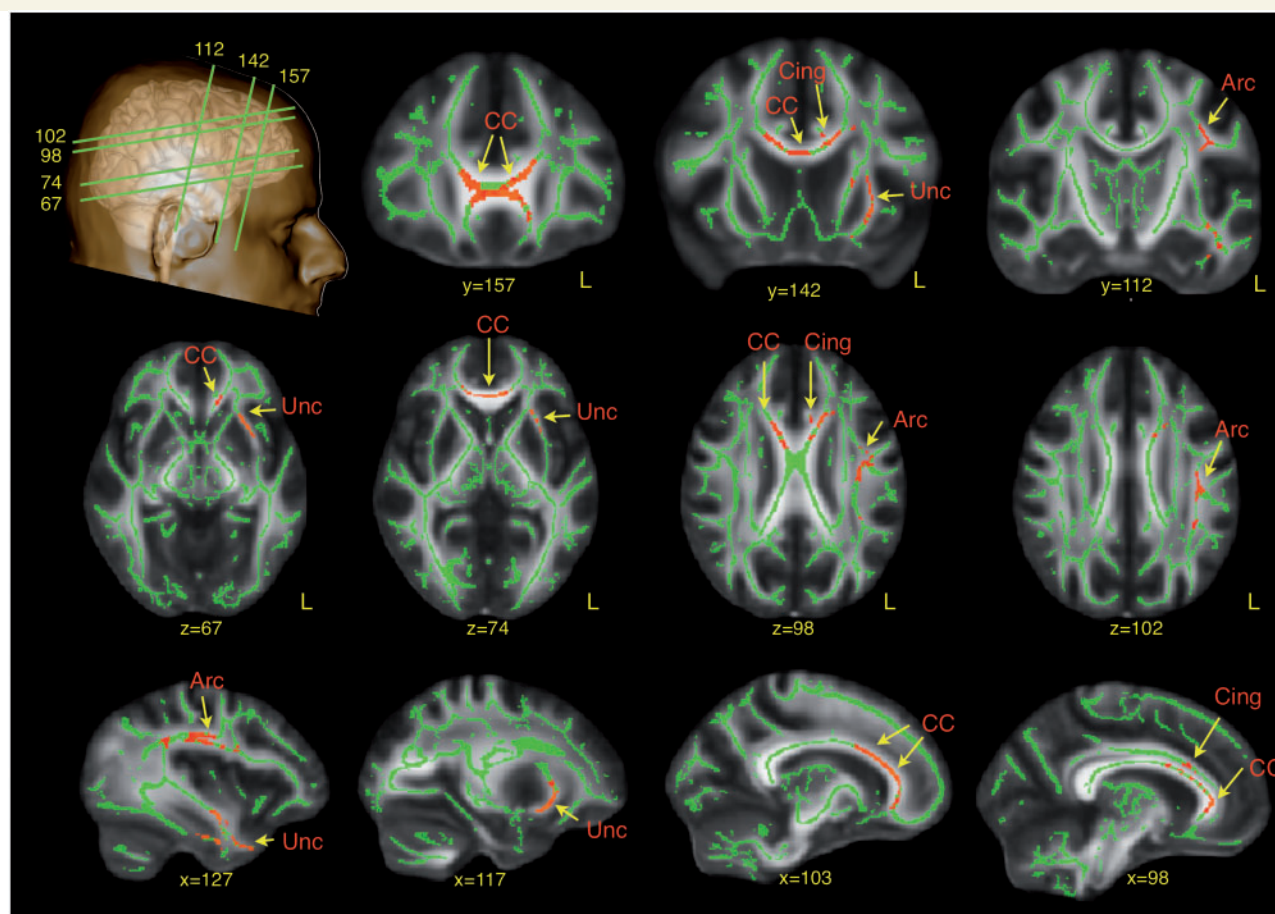 112
142
157
102
98
74
67
CC
y=157
L
Cing
CC
Unc
y=142
L
Arc
y=112
L
CC
Unc
L
z=67
CC
Unc
z=74
CC
Cing
Arc
z=98
Arc
L
z=102
Arc
Unc
x=127
Unc
x=117
CC
x=103
Cing
CC
x=98